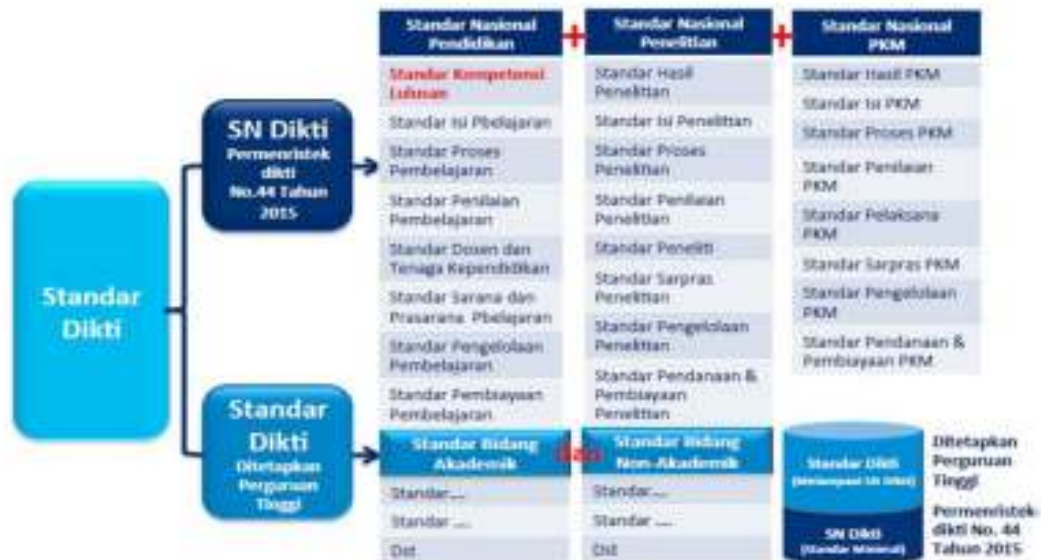 Standar
Dikti
SN Dikti
Permenristek
dikti
No.44 Tahun
2015
Standar
Dikti
Ditetapkan
Perguruan
Tinggi
Standar Nasional
Pendidikan
Standar Kompetensi
Lulusan
Standar Isi Pbelajaran
Standar Proses
Pembelajaran
Standar Penilaian
Pembelajaran
Standar Dosen dan
Tenaga Kependidikan
Standar Sarana dan
Prasarana Pbelajaran
Standar Pengelolaan
Pembelajaran
Standar Pembiayaan
Pembelajaran
+
Standar Nasional
Penelitian
Standar Hasil
Penelitian
Standar Isi Penelitian
Standar Proses
Penelitian
Standar Penilaian
Penelitian
Standar Peneliti
Standar Sarpras
Penelitian
Standar Pengelolaan
Penelitian
Standar Pendanaan &
Pembiayaan
Penelitian
+
Standar Nasional
PKM
Standar Hasil PKM
Standar Isi PKM
Standar Proses PKM
Standar Penilaian
PKM
Standar Pelaksana
PKM
Standar Sarpras PKM
Standar Pengelolaan
PKM
Standar Pendanaan &
Pembiayaan PKM
Standar Bidang
Akademik
Standar....
Standar ....
Dst
dan
Standar Bidang
Non-Akademik
Standar....
Standar ....
Dst
Standar Dikti
(Melampaui SN Dikti)
SN Dikti
(Standar Minimal)
Ditetapkan
Perguruan
Tinggi
Permenristek-
dikti No. 44
Tahun 2015